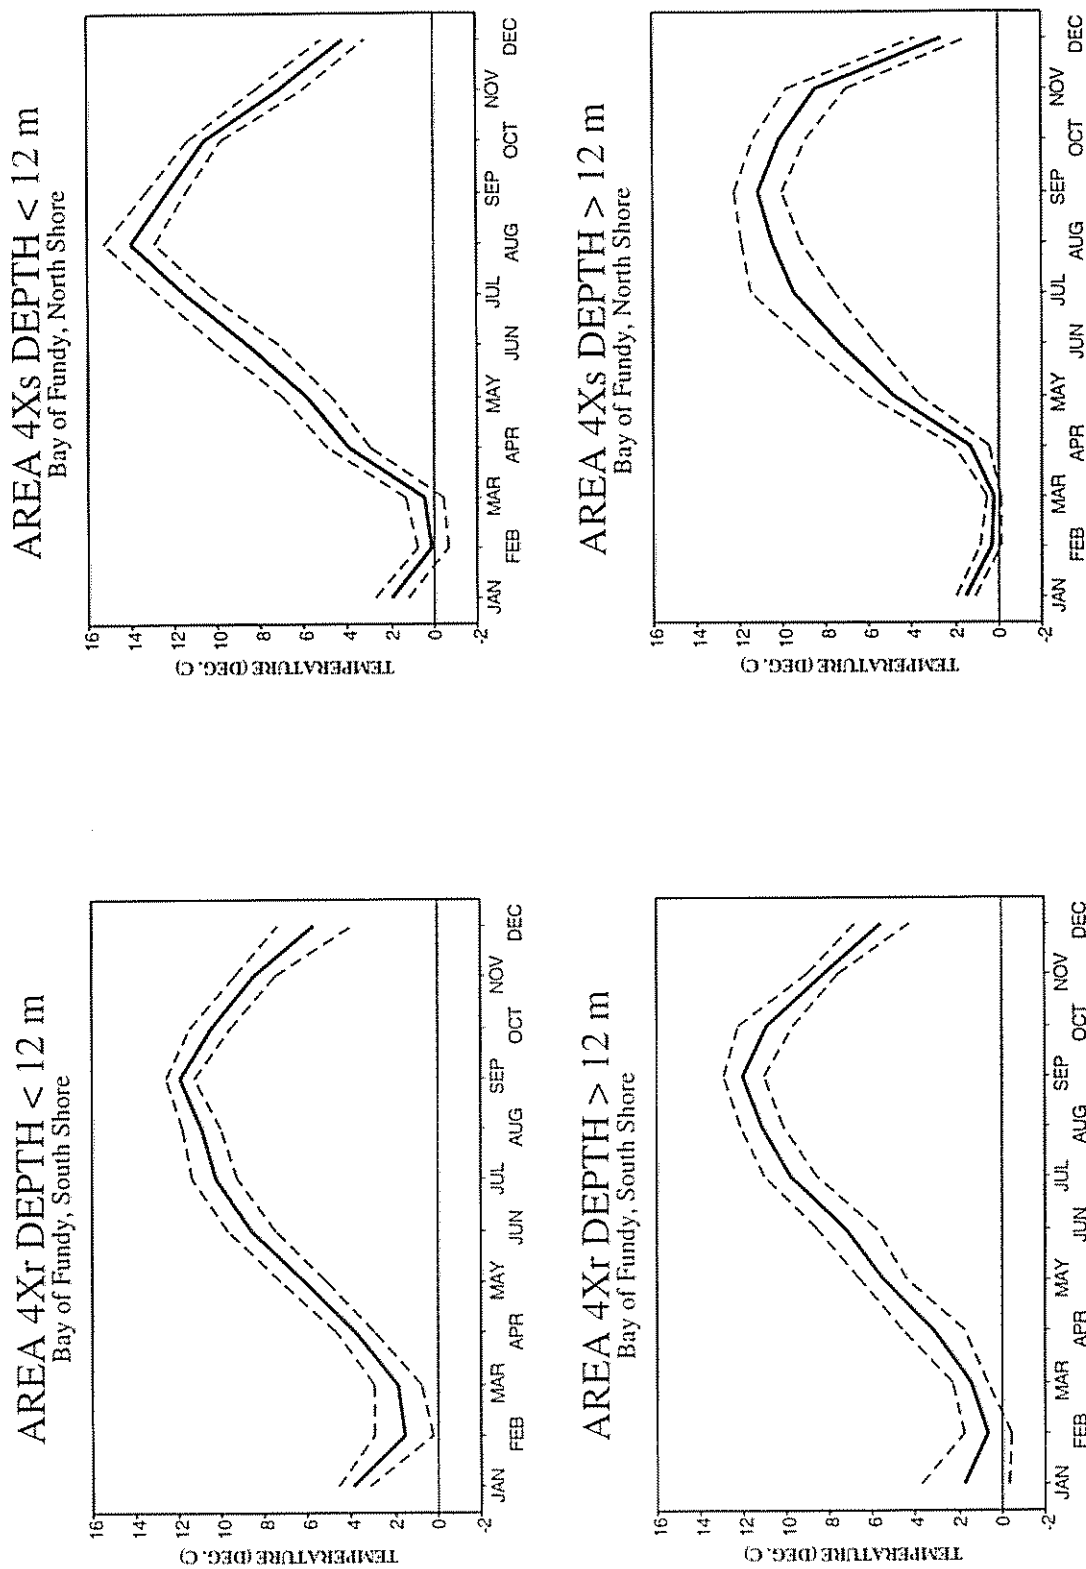 AREA 4Xr DEPTH < 12 m
Bay of Fundy, South Shore
TEMPERATURE (DEG. C)
16
14
12
10
8
6
4
2
0
-2
JAN FEB MAR APR MAY JUN JUL AUG SEP OCT NOV DEC
AREA 4Xs DEPTH < 12 m
Bay of Fundy, North Shore
TEMPERATURE (DEG. C)
16
14
12
10
8
6
4
2
0
-2
JAN FEB MAR APR MAY JUN JUL AUG SEP OCT NOV DEC
AREA 4Xr DEPTH > 12 m
Bay of Fundy, South Shore
TEMPERATURE (DEG. C)
16
14
12
10
8
6
4
2
0
-2
JAN FEB MAR APR MAY JUN JUL AUG SEP OCT NOV DEC
AREA 4Xs DEPTH > 12 m
Bay of Fundy, North Shore
TEMPERATURE (DEG. C)
16
14
12
10
8
6
4
2
0
-2
JAN FEB MAR APR MAY JUN JUL AUG SEP OCT NOV DEC